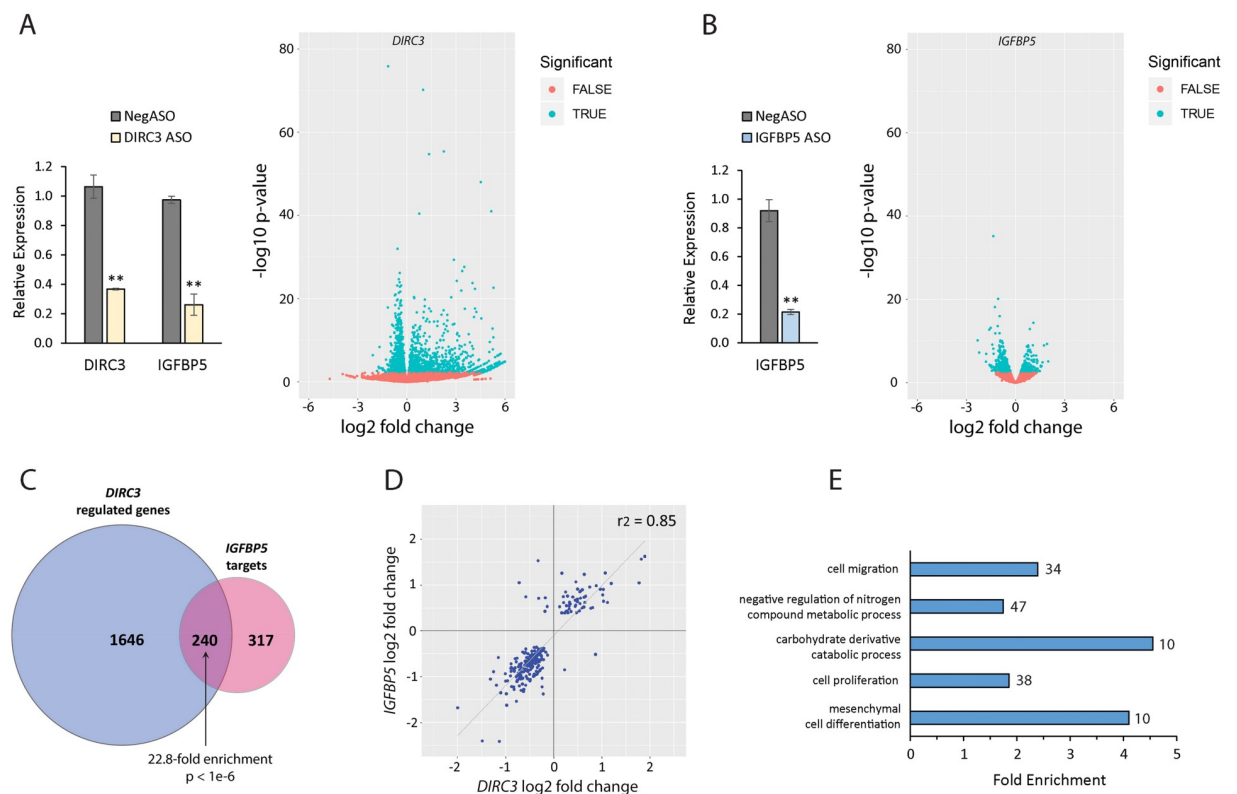 A
NegASO
DIRC3 ASO
Relative Expression
1.2
1.0
0.8
0.6
0.4
0.2
0.0
**
**
DIRC3
IGFBP5
DIRC3
-log10 p-value
80
60
40
20
0
-6
-3
0
3
6
log2 fold change
Significant
FALSE
TRUE
B
NegASO
IGFBP5 ASO
Relative Expression
1.2
1.0
0.8
0.6
0.4
0.2
0.0
**
IGFBP5
IGFBP5
-log10 p-value
80
60
40
20
0
-6
-3
0
3
6
log2 fold change
Significant
FALSE
TRUE
C
DIRC3
regulated genes
IGFBP5
targets
1646
240
317
22.8-fold enrichment
p < 1e-6
D
r2 = 0.85
IGFBP5 log2 fold change
2
1
0
-1
-2
-2
-1
0
1
2
DIRC3 log2 fold change
E
cell migration
34
negative regulation of nitrogen
compound metabolic process
47
carbohydrate derivative
catabolic process
10
cell proliferation
38
mesenchymal
cell differentiation
10
0
1
2
3
4
5
Fold Enrichment